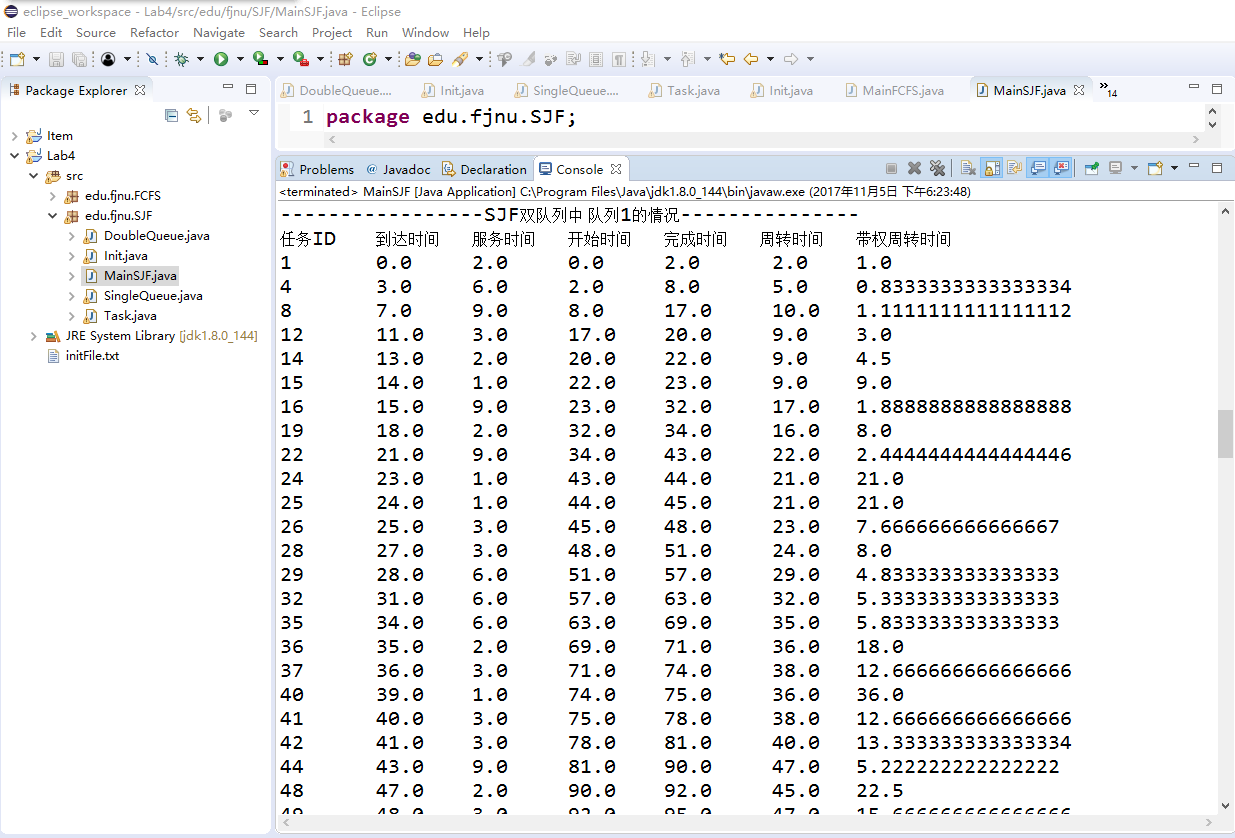 eclipse_workspace - Lab4/src/edu/fjnu/SJF/MainSJF.java - Eclipse
File Edit Source Refactor Navigate Search Project Run Window Help
Package Explorer
Item
Lab4
src
edu.fjnu.FCFS
edu.fjnu.SJF
DoubleQueue.java
Init.java
MainSJF.java
SingleQueue.java
Task.java
JRE System Library [jdk1.8.0_144]
initFile.txt
DoubleQueue.... Init.java SingleQueue.... Task.java Init.java MainFCFS.java MainSJF.java »14
1 package edu.fjnu.SJF;
Problems @ Javadoc Declaration Console
<terminated> MainSJF [Java Application] C:\Program Files\Java\jdk1.8.0_144\bin\javaw.exe (2017年11月5日 下午6:23:48)
-----------------SJF双队列中 队列1的情况---------------
任务ID 到达时间 服务时间 开始时间 完成时间 周转时间 带权周转时间
1 0.0 2.0 0.0 2.0 2.0 1.0
4 3.0 6.0 2.0 8.0 5.0 0.8333333333333334
8 7.0 9.0 8.0 17.0 10.0 1.1111111111111112
12 11.0 3.0 17.0 20.0 9.0 3.0
14 13.0 2.0 20.0 22.0 9.0 4.5
15 14.0 1.0 22.0 23.0 9.0 9.0
16 15.0 9.0 23.0 32.0 17.0 1.8888888888888888
19 18.0 2.0 32.0 34.0 16.0 8.0
22 21.0 9.0 34.0 43.0 22.0 2.4444444444444446
24 23.0 1.0 43.0 44.0 21.0 21.0
25 24.0 1.0 44.0 45.0 21.0 21.0
26 25.0 3.0 45.0 48.0 23.0 7.666666666666667
28 27.0 3.0 48.0 51.0 24.0 8.0
29 28.0 6.0 51.0 57.0 29.0 4.833333333333333
32 31.0 6.0 57.0 63.0 32.0 5.333333333333333
35 34.0 6.0 63.0 69.0 35.0 5.833333333333333
36 35.0 2.0 69.0 71.0 36.0 18.0
37 36.0 3.0 71.0 74.0 38.0 12.666666666666666
40 39.0 1.0 74.0 75.0 36.0 36.0
41 40.0 3.0 75.0 78.0 38.0 12.666666666666666
42 41.0 3.0 78.0 81.0 40.0 13.333333333333334
44 43.0 9.0 81.0 90.0 47.0 5.222222222222222
48 47.0 2.0 90.0 92.0 45.0 22.5
49 48.0 3.0 92.0 95.0 47.0 15.666666666666666